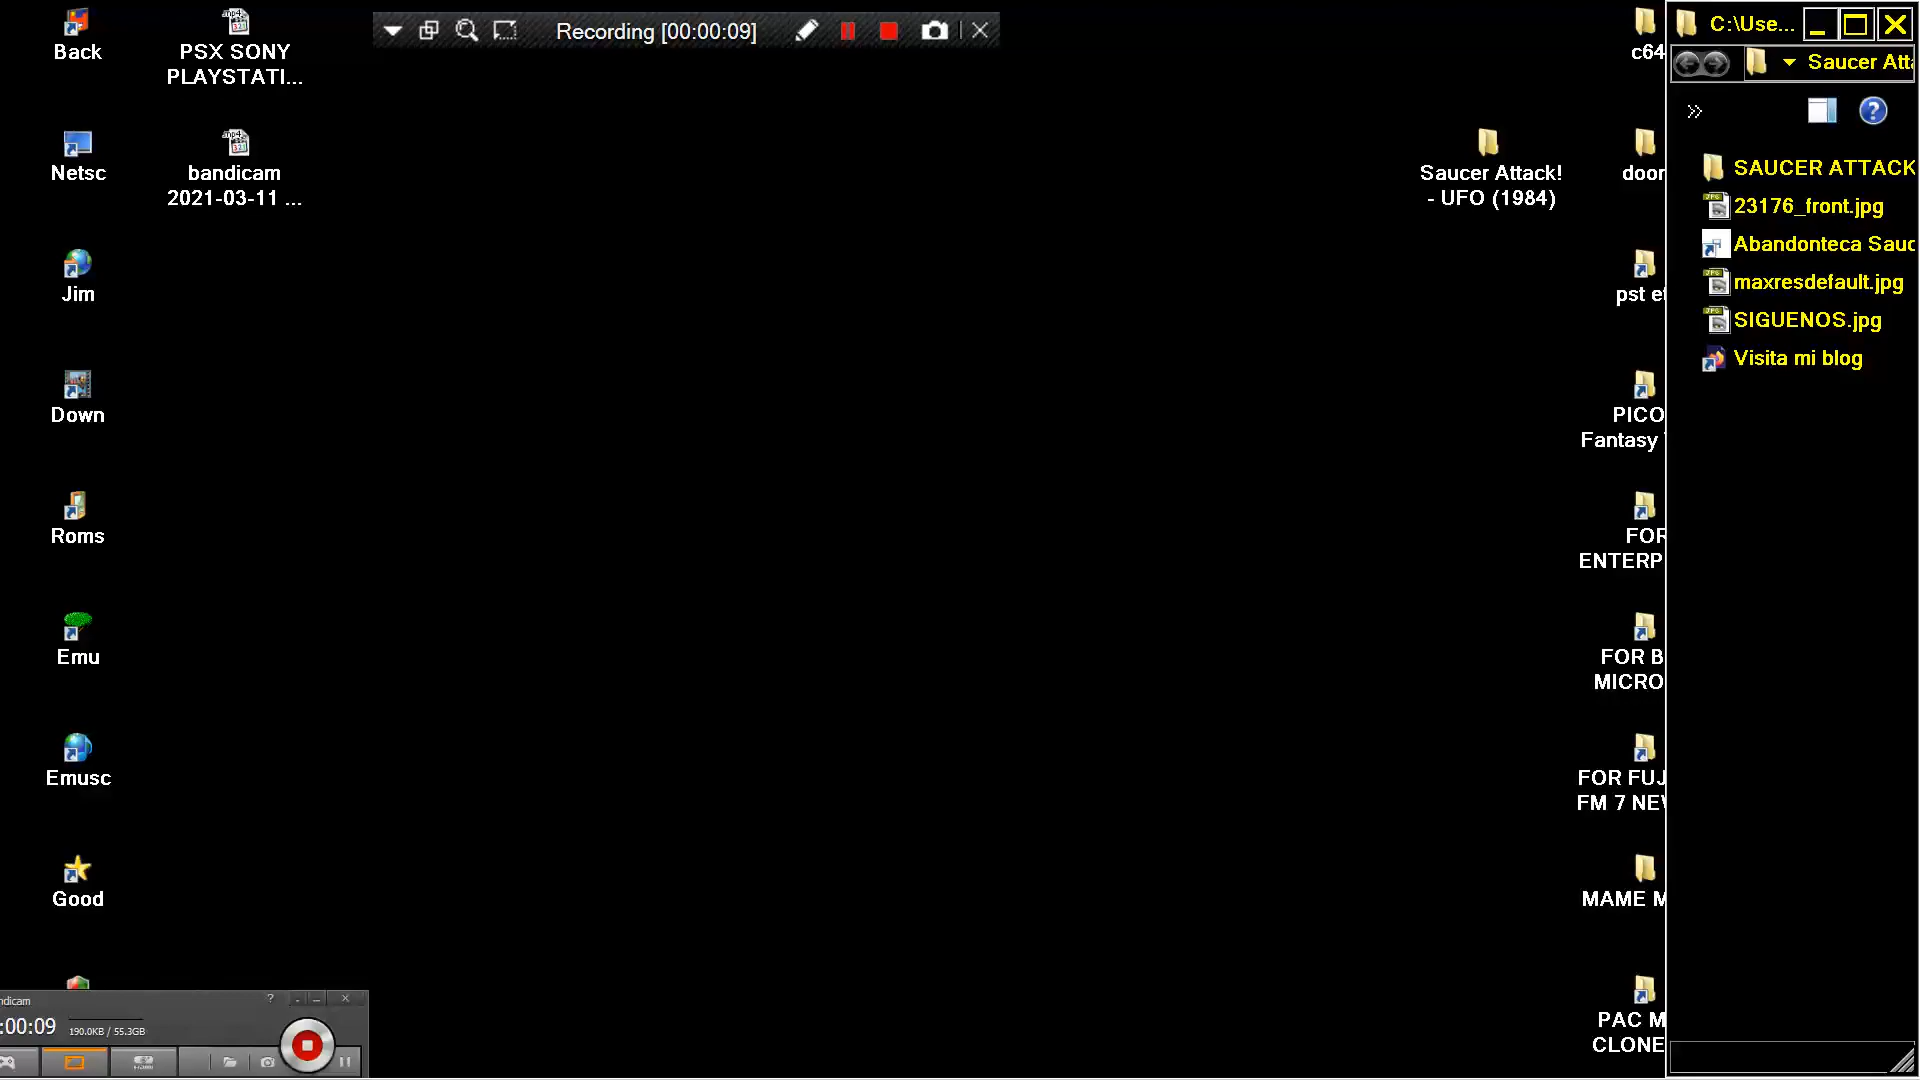 Back
PSX SONY
PLAYSTATI...
Recording [00:00:09]
c64
C:\Use...
Saucer Att
Netsc
bandicam
2021-03-11 ...
Saucer Attack!
- UFO (1984)
SAUCER ATTACK
23176_front.jpg
Abandonteca Sauc
maxresdefault.jpg
SIGUENOS.jpg
Visita mi blog
Jim
pst e
Down
PICO
Fantasy
Roms
FOR
ENTERP
Emu
FOR B
MICRO
Emusc
FOR FUJ
FM 7 NEW
Good
MAME M
PAC M
CLONE
ndicam
:00:09
190.0KB / 55.3GB